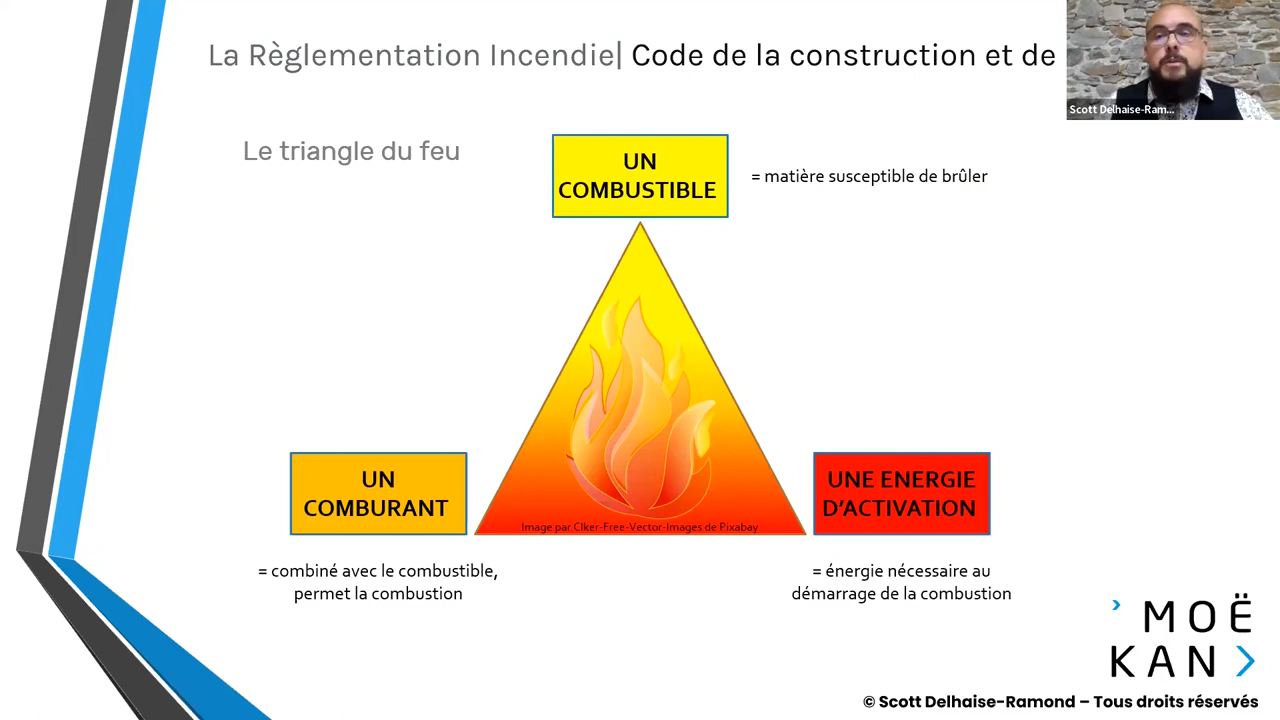 La Règlementation Incendie| Code de la construction et de
Scott Delhaise-Ram...
Le triangle du feu
UN
COMBUSTIBLE
= matière susceptible de brûler
UN
COMBURANT
UNE ENERGIE
D'ACTIVATION
Image par Clker-Free-Vector-Images de Pixabay
= combiné avec le combustible,
permet la combustion
= énergie nécessaire au
démarrage de la combustion
MOË
KAN
© Scott Delhaise-Ramond – Tous droits réservés